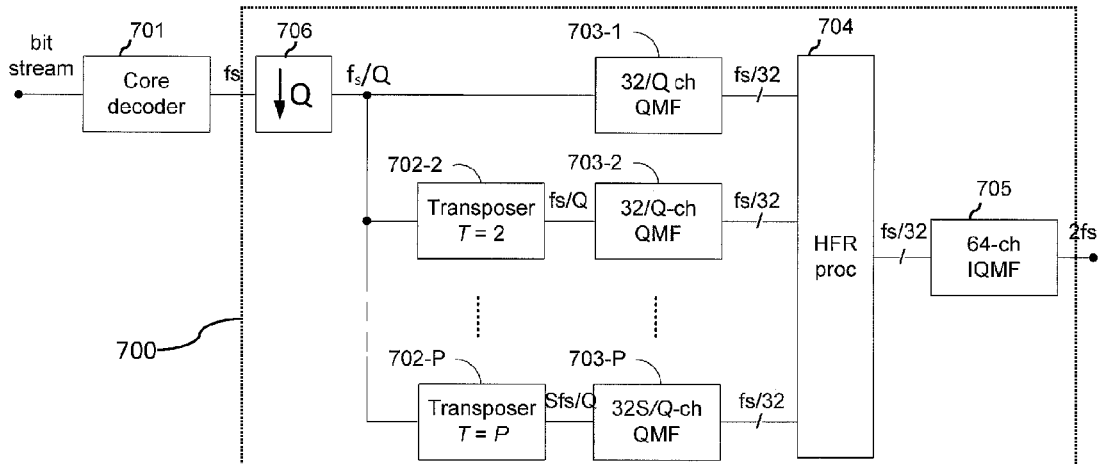 701
706
703-1
704
bit
stream
Core
decoder
fs
↓Q
fs/Q
32/Q ch
QMF
fs/32
702-2
703-2
Transposer
T = 2
fs/Q
32/Q-ch
QMF
fs/32
HFR
proc
fs/32
705
64-ch
IQMF
2fs
700
702-P
703-P
Transposer
T = P
Sfs/Q
32S/Q-ch
QMF
fs/32